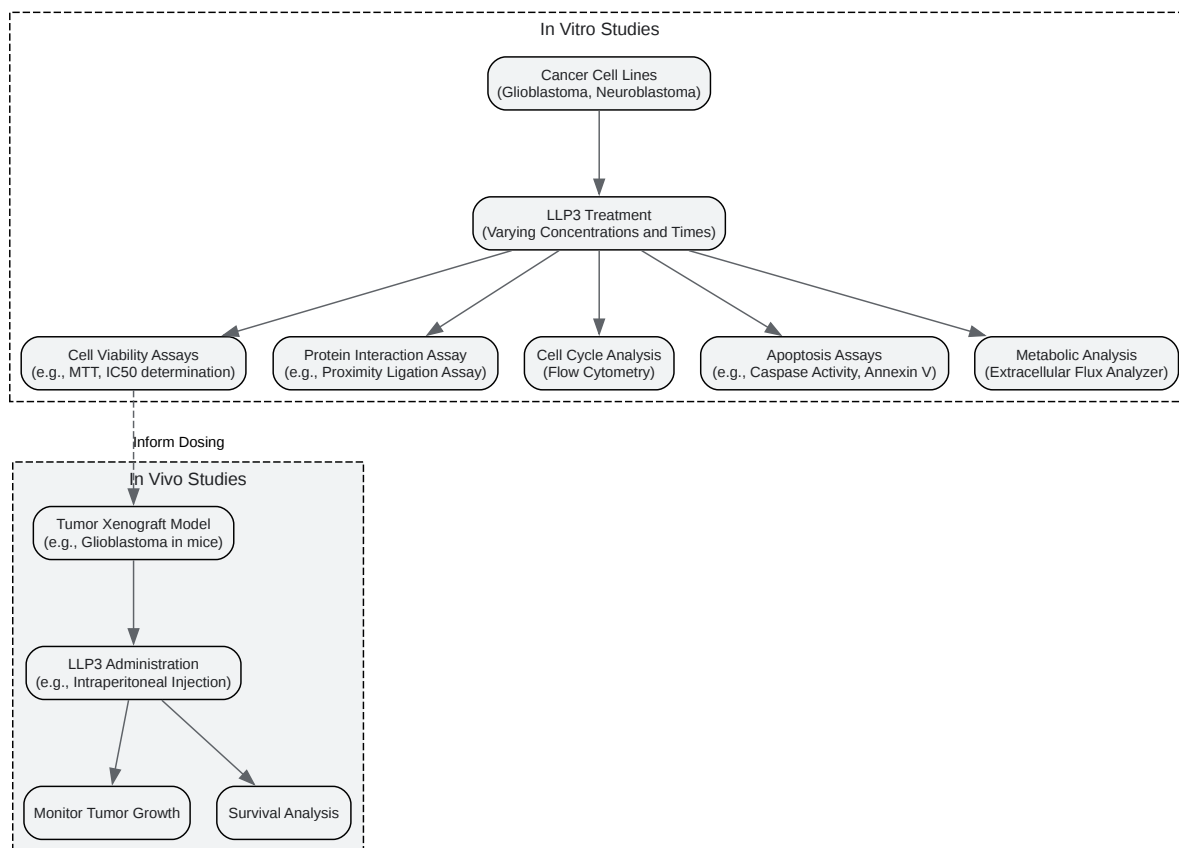 In Vitro Studies
Cancer Cell Lines
(Glioblastoma, Neuroblastoma)
LLP3 Treatment
(Varying Concentrations and Times)
Cell Viability Assays
(e.g., MTT, IC50 determination)
Protein Interaction Assay
(e.g., Proximity Ligation Assay)
Cell Cycle Analysis
(Flow Cytometry)
Apoptosis Assays
(e.g., Caspase Activity, Annexin V)
Metabolic Analysis
(Extracellular Flux Analyzer)
Inform Dosing
In Vivo Studies
Tumor Xenograft Model
(e.g., Glioblastoma in mice)
LLP3 Administration
(e.g., Intraperitoneal Injection)
Monitor Tumor Growth
Survival Analysis